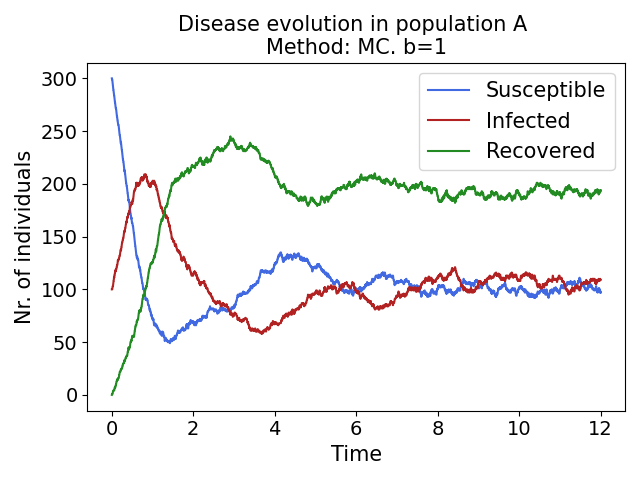 Disease evolution in population A
Method: MC. b=1
Nr. of individuals
300
250
200
150
100
50
0
Susceptible
Infected
Recovered
0 2 4 6 8 10 12
Time